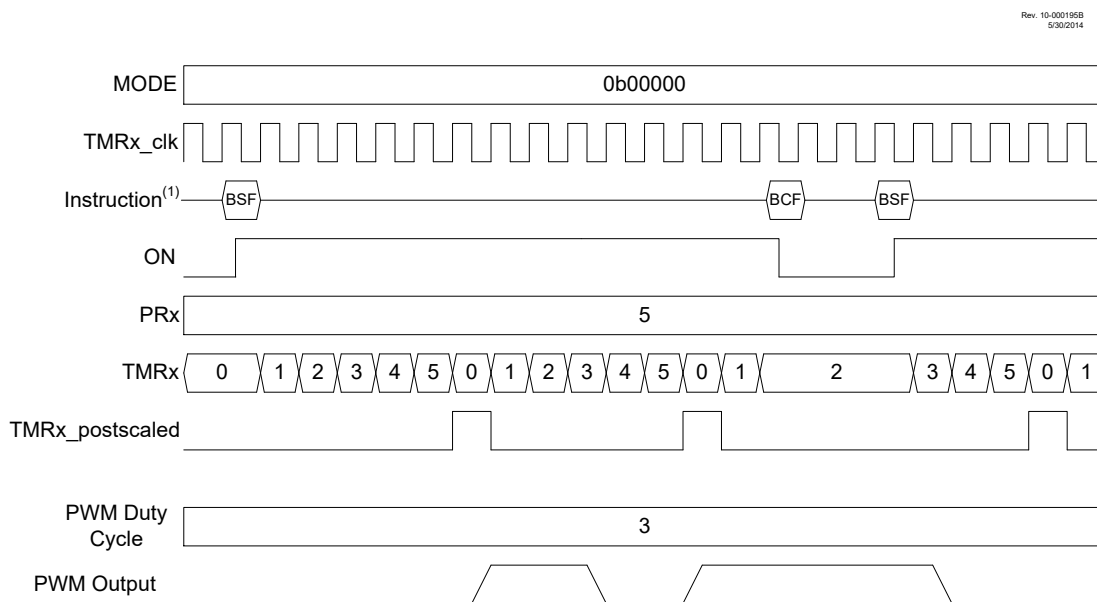 Rev. 10-000195B
5/30/2014
MODE 0b00000
TMRx_clk
Instruction(1) BSF BCF BSF
ON
PRx 5
TMRx 0 1 2 3 4 5 0 1 2 3 4 5 0 1 2 3 4 5 0 1
TMRx_postscaled
PWM Duty
Cycle 3
PWM Output